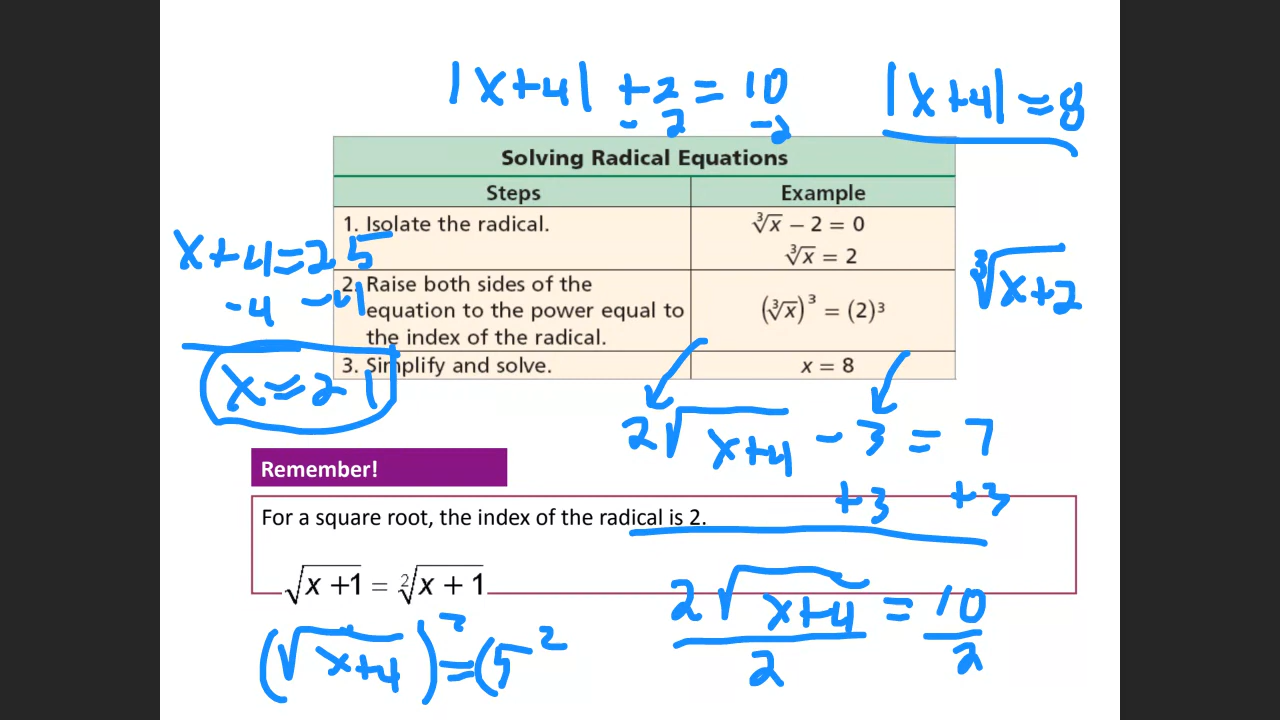 |x+4| +2 = 10
-2 -2
|x+4| = 8
Solving Radical Equations
Steps Example
1. Isolate the radical. ∛x − 2 = 0
∛x = 2
2. Raise both sides of the equation to the power equal to the index of the radical. (∛x)³ = (2)³
3. Simplify and solve. x = 8
x+4=25
-4 -4
x=21
∛x+2
2√x+4 - 3 = 7
+3 +3
Remember!
For a square root, the index of the radical is 2.
√x +1 = ²√x + 1
2√x+4 = 10
2 2
(√x+4)²=(5²